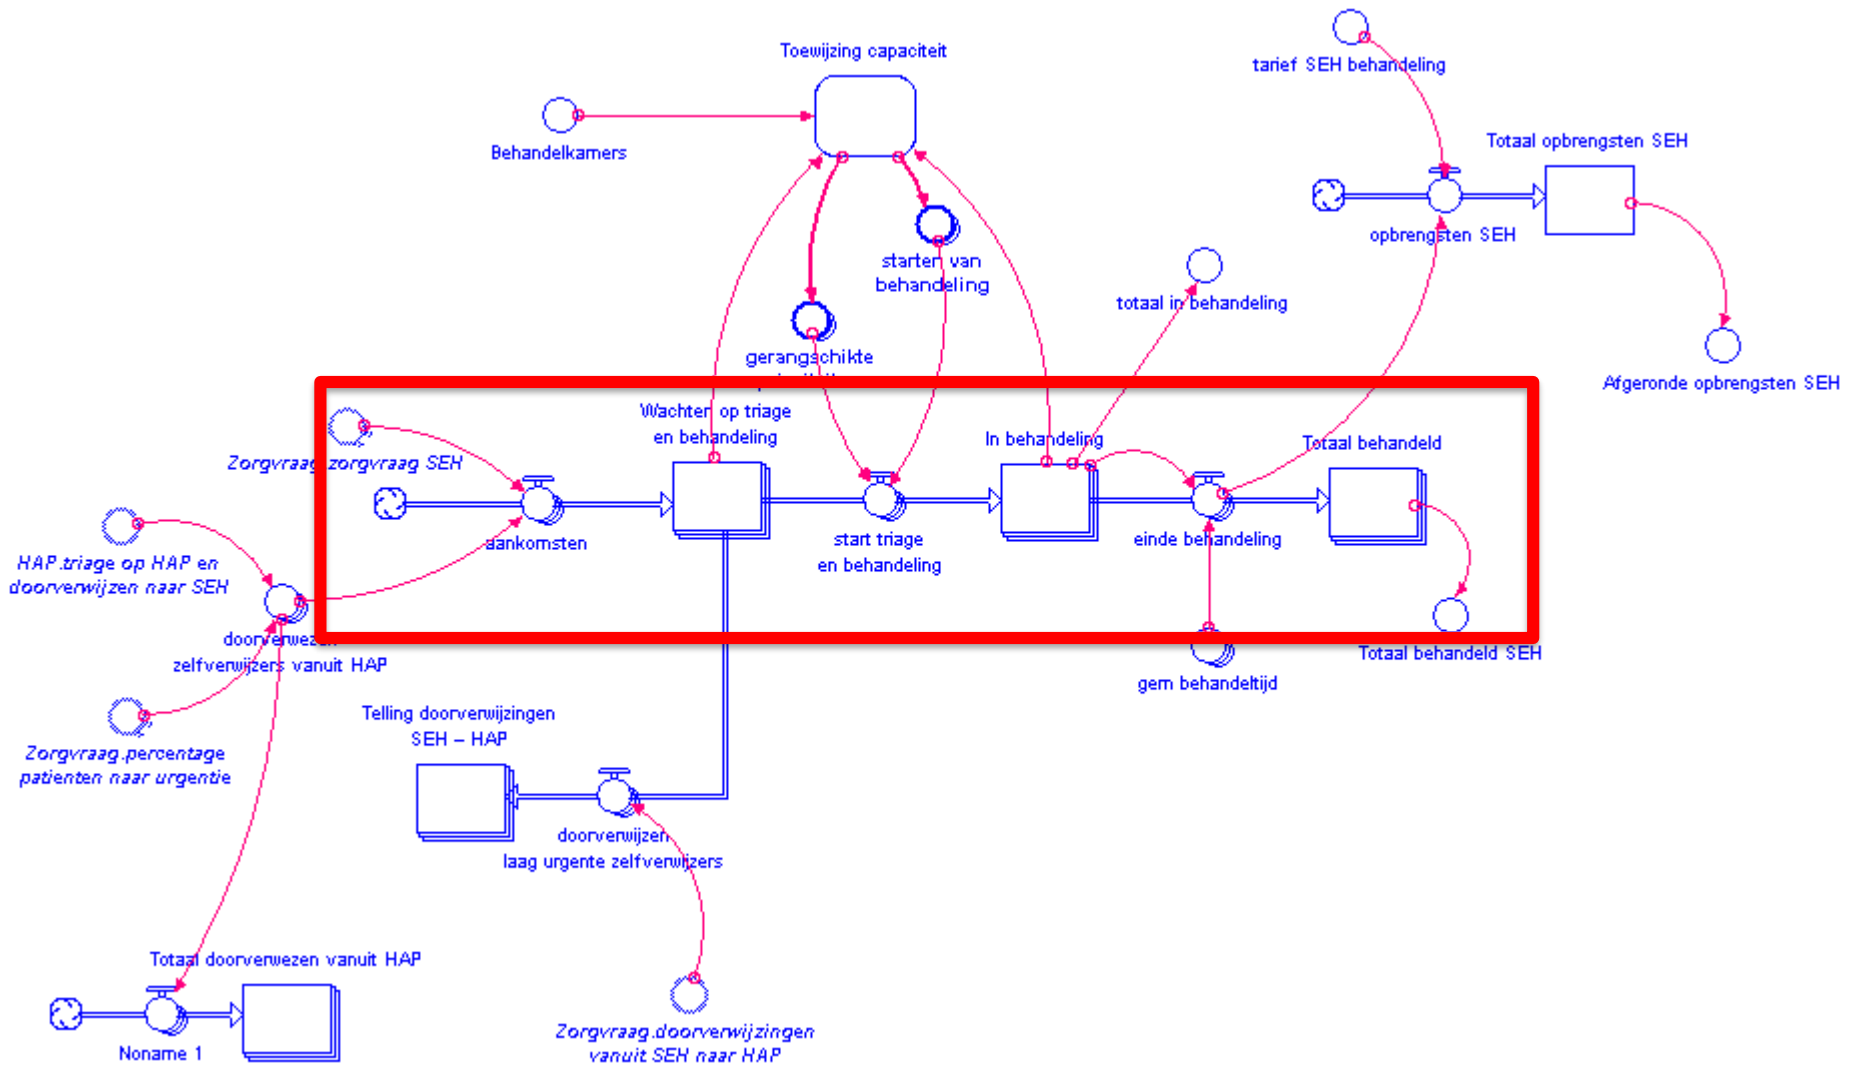 Toewijzing capaciteit
tarief SEH behandeling
Behandelkamers
Totaal opbrengsten SEH
opbrengsten SEH
starten van
behandeling
totaal in behandeling
gerangschikte
Afgeronde opbrengsten SEH
Wachten op triage
en behandeling
In behandeling
Totaal behandeld
Zorgvraag.zorgvraag SEH
aankomsten
start triage
en behandeling
einde behandeling
HAP.triage op HAP en
doorverwijzen naar SEH
doorverwezen
zelfverwijzers vanuit HAP
Totaal behandeld SEH
gem behandeltijd
Telling doorverwijzingen
SEH – HAP
Zorgvraag.percentage
patienten naar urgentie
doorverwijzen
laag urgente zelfverwijzers
Totaal doorverwezen vanuit HAP
Noname 1
Zorgvraag.doorverwijzingen
vanuit SEH naar HAP